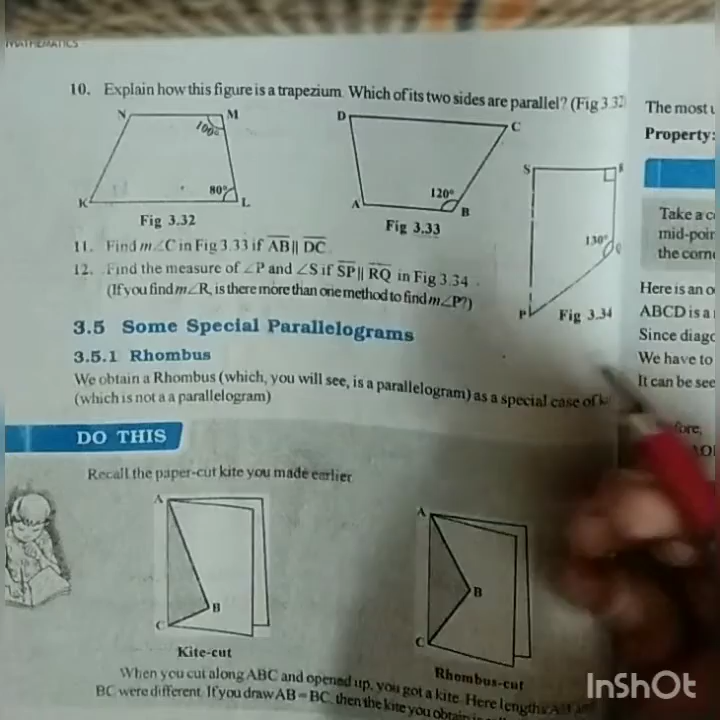 MATHEMATICS
10. Explain how this figure is a trapezium. Which of its two sides are parallel? (Fig 3.32
N M 100° 80° K L
Fig 3.32
D C 120° A B
Fig 3.33
S R 130° Q P
Fig 3.34
11. Find m∠C in Fig 3.33 if AB || DC.
12. Find the measure of ∠P and ∠S if SP || RQ in Fig 3.34 .
(If you find m∠R, is there more than one method to find m∠P?)
3.5 Some Special Parallelograms
3.5.1 Rhombus
We obtain a Rhombus (which, you will see, is a parallelogram) as a special case of
(which is not a a parallelogram)
DO THIS
Recall the paper-cut kite you made earlier.
A B C
Kite-cut
A B C
Rhombus-cut
When you cut along ABC and opened up, you got a kite. Here lengths
BC were different. If you draw AB = BC, then the kite you obtain is
The most
Property:
Take a
mid-poin
the corne
Here is an
ABCD is a
Since diago
We have to
It can be see
fore,
InShOt